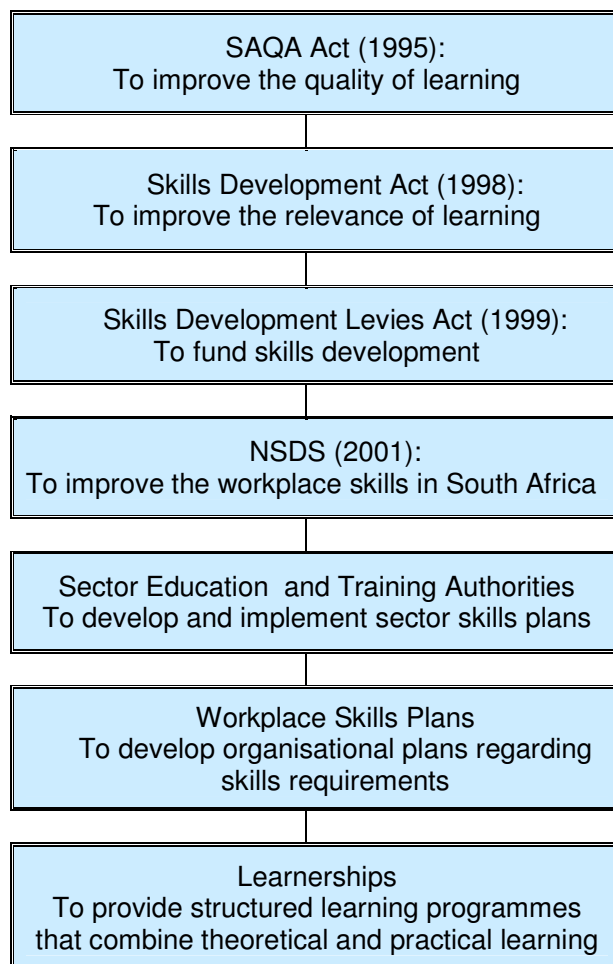 SAQA Act (1995):
To improve the quality of learning
Skills Development Act (1998):
To improve the relevance of learning
Skills Development Levies Act (1999):
To fund skills development
NSDS (2001):
To improve the workplace skills in South Africa
Sector Education  and Training Authorities
To develop and implement sector skills plans
Workplace Skills Plans
To develop organisational plans regarding
skills requirements
Learnerships
To provide structured learning programmes
that combine theoretical and practical learning